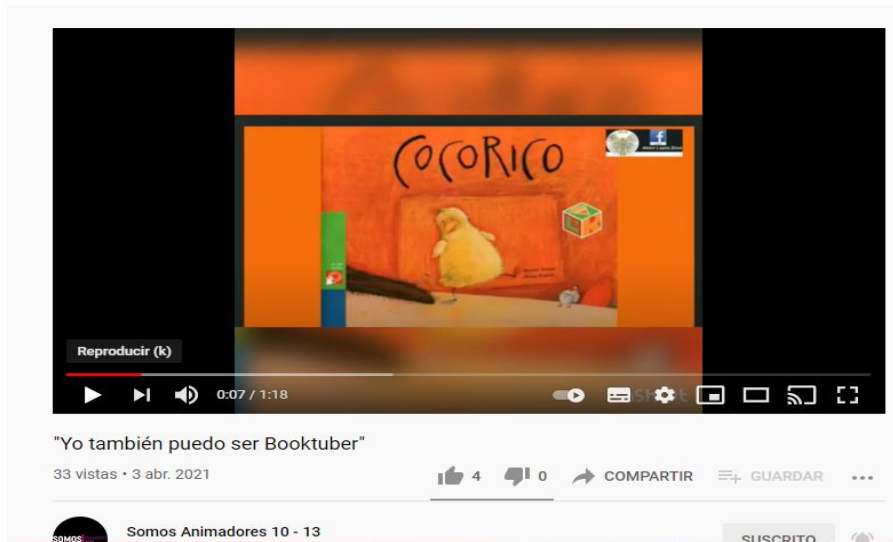 COCORICO
f
Reproducir (k)
0:07 / 1:18
"Yo también puedo ser Booktuber"
33 vistas • 3 abr. 2021
4 0 COMPARTIR GUARDAR
SOMOS
Somos Animadores 10 - 13
SUSCRITO